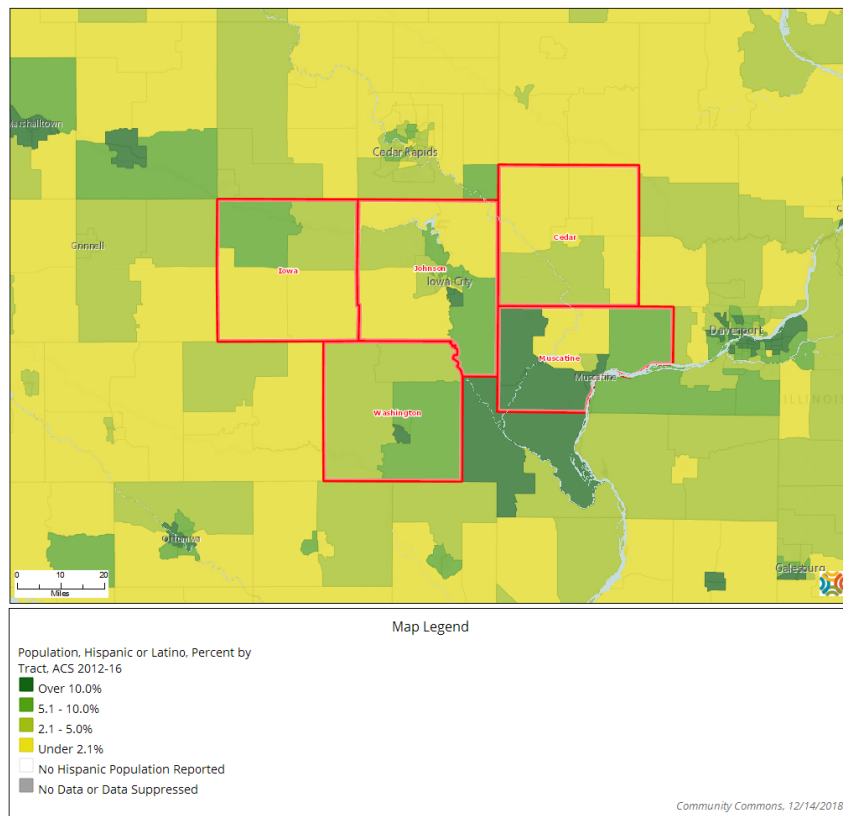 Marshalltown
Cedar Rapids
Grinnell
Cedar
Iowa
Johnson
Iowa City
Davenport
Muscatine
Muscatine
ILLINOIS
Washington
Ottumwa
Galesburg
0 10 20
Miles
Map Legend
Population, Hispanic or Latino, Percent by
Tract, ACS 2012-16
Over 10.0%
5.1 - 10.0%
2.1 - 5.0%
Under 2.1%
No Hispanic Population Reported
No Data or Data Suppressed
Community Commons, 12/14/2018